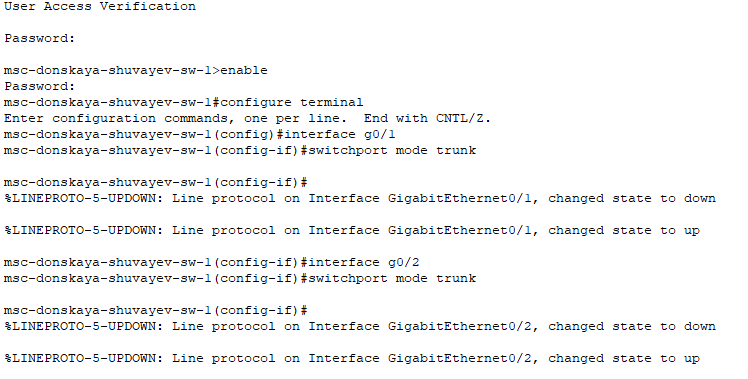 User Access Verification
Password:
msc-donskaya-shuvayev-sw-1>enable
Password:
msc-donskaya-shuvayev-sw-1#configure terminal
Enter configuration commands, one per line.  End with CNTL/Z.
msc-donskaya-shuvayev-sw-1(config)#interface g0/1
msc-donskaya-shuvayev-sw-1(config-if)#switchport mode trunk
msc-donskaya-shuvayev-sw-1(config-if)#
%LINEPROTO-5-UPDOWN: Line protocol on Interface GigabitEthernet0/1, changed state to down
%LINEPROTO-5-UPDOWN: Line protocol on Interface GigabitEthernet0/1, changed state to up
msc-donskaya-shuvayev-sw-1(config-if)#interface g0/2
msc-donskaya-shuvayev-sw-1(config-if)#switchport mode trunk
msc-donskaya-shuvayev-sw-1(config-if)#
%LINEPROTO-5-UPDOWN: Line protocol on Interface GigabitEthernet0/2, changed state to down
%LINEPROTO-5-UPDOWN: Line protocol on Interface GigabitEthernet0/2, changed state to up